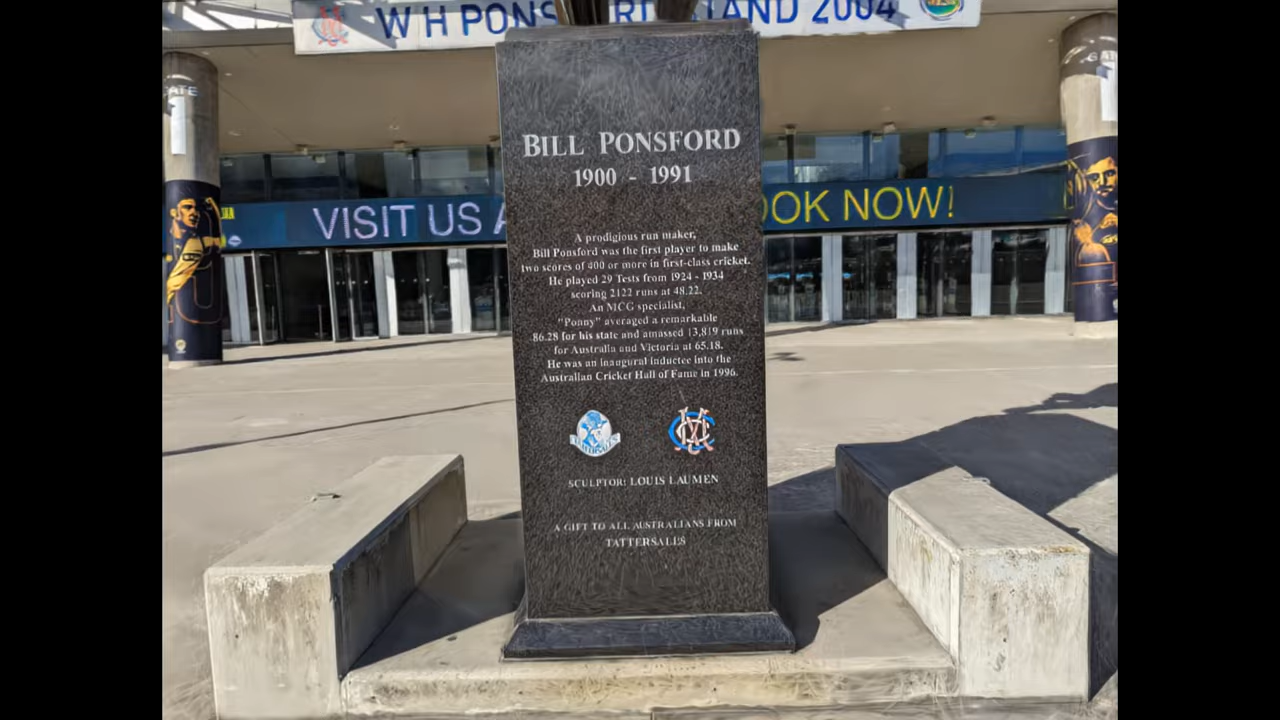 W H PONSFORD STAND 2004
VISIT US
BOOK NOW!
BILL PONSFORD
1900 - 1991
A prodigious run maker,
Bill Ponsford was the first player to make
two scores of 400 or more in first-class cricket.
He played 29 Tests from 1924 - 1934
scoring 2122 runs at 48.22.
An MCG specialist,
"Ponny" averaged a remarkable
86.28 for his state and amassed 13,819 runs
for Australia and Victoria at 65.18.
He was an inaugural inductee into the
Australian Cricket Hall of Fame in 1996.
SCULPTOR: LOUIS LAUMEN
A GIFT TO ALL AUSTRALIANS FROM
TATTERSALL'S